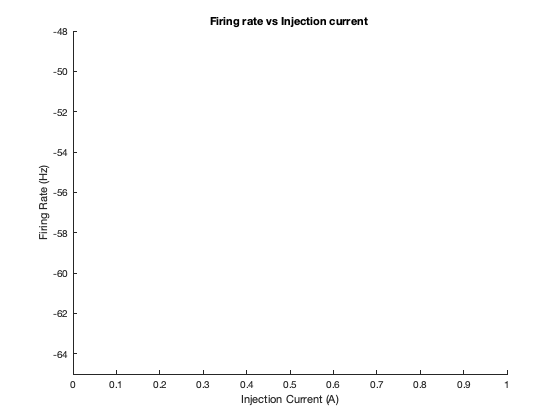 Firing rate vs Injection current
-48
-50
-52
-54
-56
-58
-60
-62
-64
Firing Rate (Hz)
0 0.1 0.2 0.3 0.4 0.5 0.6 0.7 0.8 0.9 1
Injection Current (A)